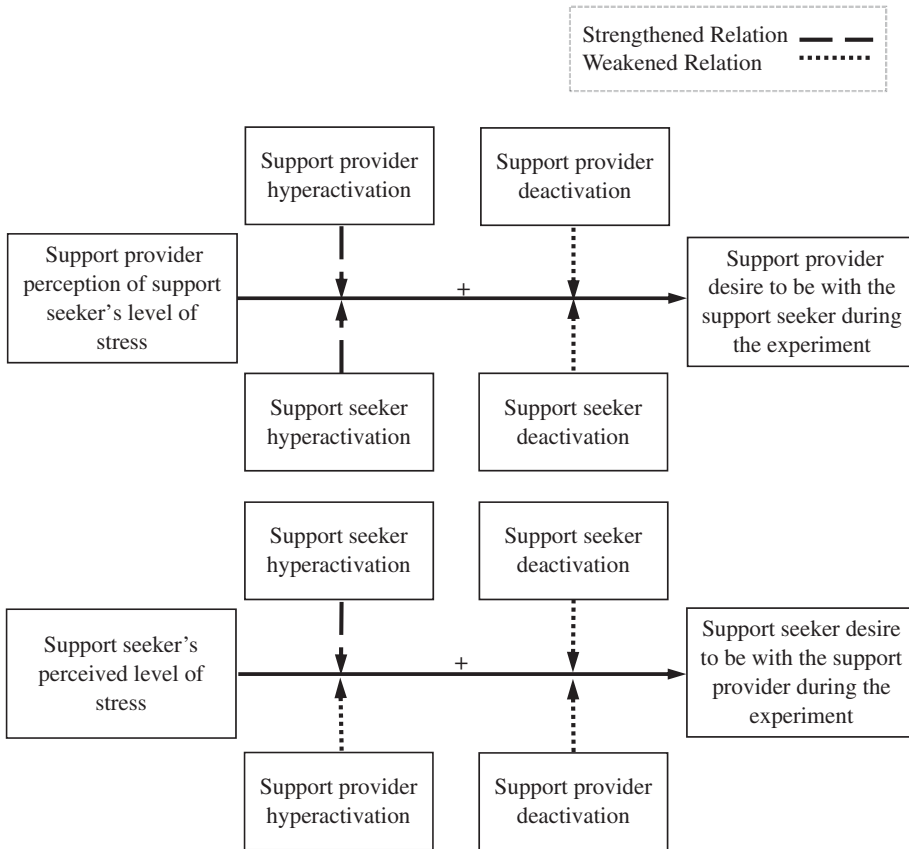 Strengthened Relation
Weakened Relation
Support provider
hyperactivation
Support provider
deactivation
Support provider
perception of support
seeker’s level of
stress
+
Support provider
desire to be with the
support seeker during
the experiment
Support seeker
hyperactivation
Support seeker
deactivation
Support seeker
hyperactivation
Support seeker
deactivation
Support seeker’s
perceived level of
stress
+
Support seeker desire
to be with the support
provider during the
experiment
Support provider
hyperactivation
Support provider
deactivation